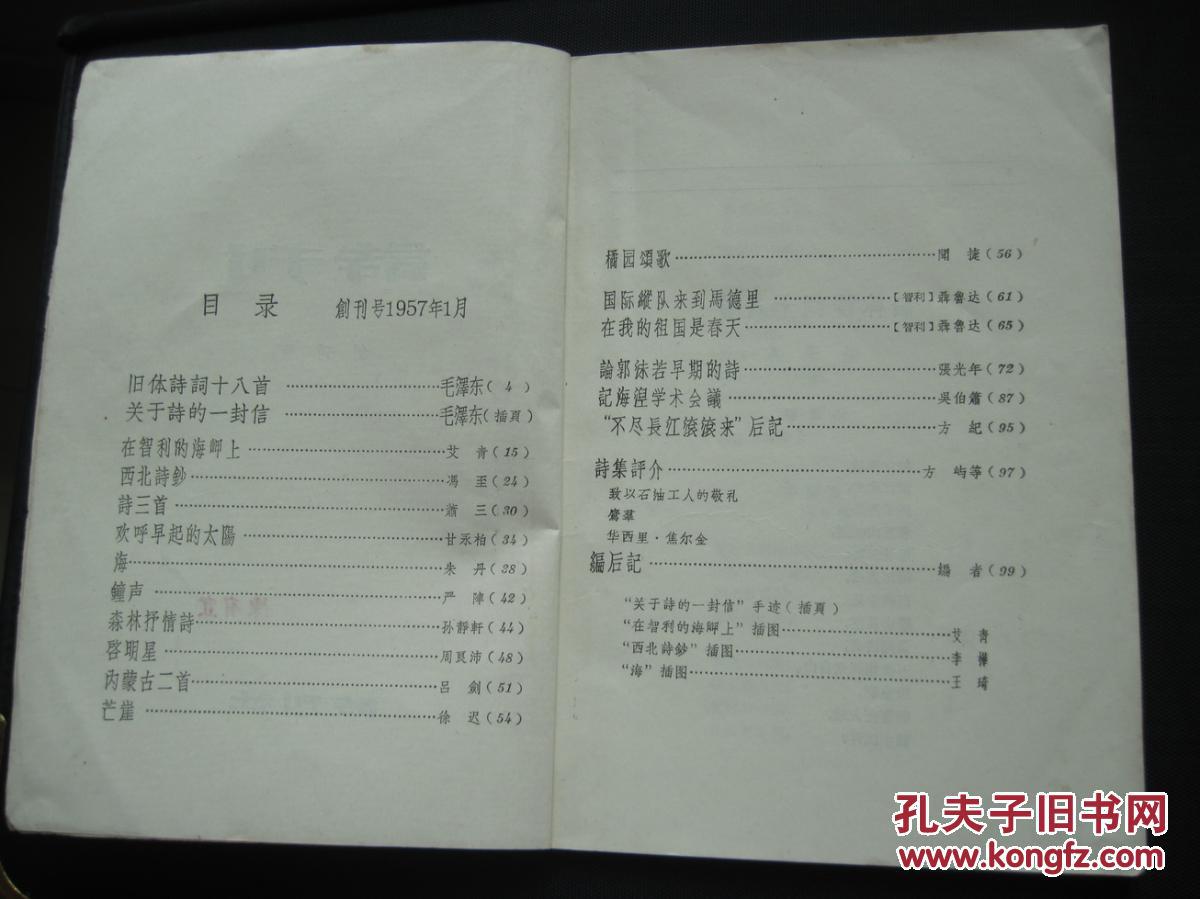 目 录 創刊号1957年1月
旧体詩詞十八首……毛澤东( 4 )
关于詩的一封信……毛澤东(插頁)
在智利的海岬上……艾 青(15)
西北詩鈔……馮 至(24)
詩三首……蕭 三(30)
欢呼早起的太陽……甘永柏(34)
海……朱 丹(38)
鐘声……严 陣(42)
森林抒情詩……孙靜軒(44)
啓明星……周良沛(48)
內蒙古二首……呂 劍(51)
芒崖……徐 迟(54)
橘园頌歌……聞 捷(56)
国际縱队来到馬德里……[智利]聶魯达(61)
在我的祖国是春天……[智利]聶魯达(65)
論郭沫若早期的詩……張光年(72)
記海涅学术会議……吳伯簫(87)
“不尽長江滾滾来”后記……方 紀(95)
詩集評介……方 屿等(97)
致以石油工人的敬礼
鷹羣
华西里·焦尔金
編后記……編 者(99)
“关于詩的一封信”手迹(插頁)
“在智利的海岬上”插图……艾 青
“西北詩鈔”插图……李 樺
“海”插图……王 琦
孔夫子旧书网
www.kongfz.com